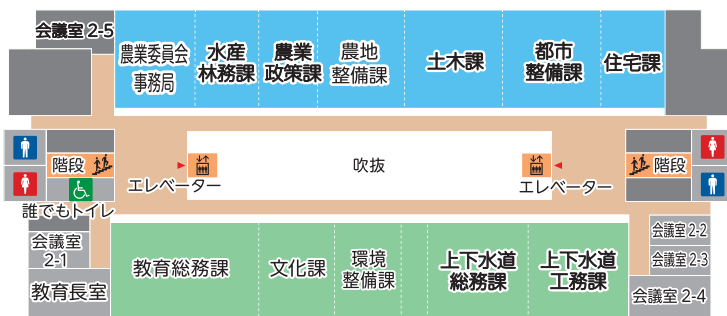 会議室 2-5
農業委員会
事務局
水産
林務課
農業
政策課
農地
整備課
土木課
都市
整備課
住宅課
階段
エレベーター
吹抜
エレベーター
階段
誰でもトイレ
会議室
2-1
教育長室
教育総務課
文化課
環境
整備課
上下水道
総務課
上下水道
工務課
会議室 2-2
会議室 2-3
会議室 2-4